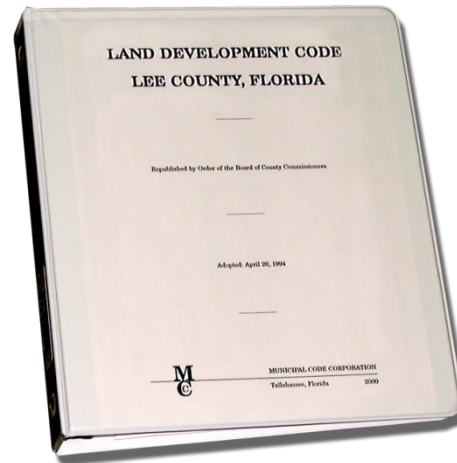 LAND DEVELOPMENT CODE
LEE COUNTY, FLORIDA
Republished by Order of the Board of County Commissioners
Adopted: April 20, 1994
MCC
MUNICIPAL CODE CORPORATION
Tallahassee, Florida 2000